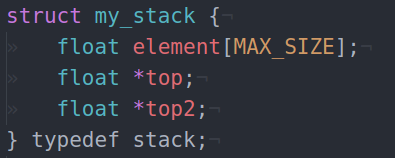 struct my_stack {¬
»   float element[MAX_SIZE];¬
»   float *top;¬
»   float *top2;¬
} typedef stack;¬